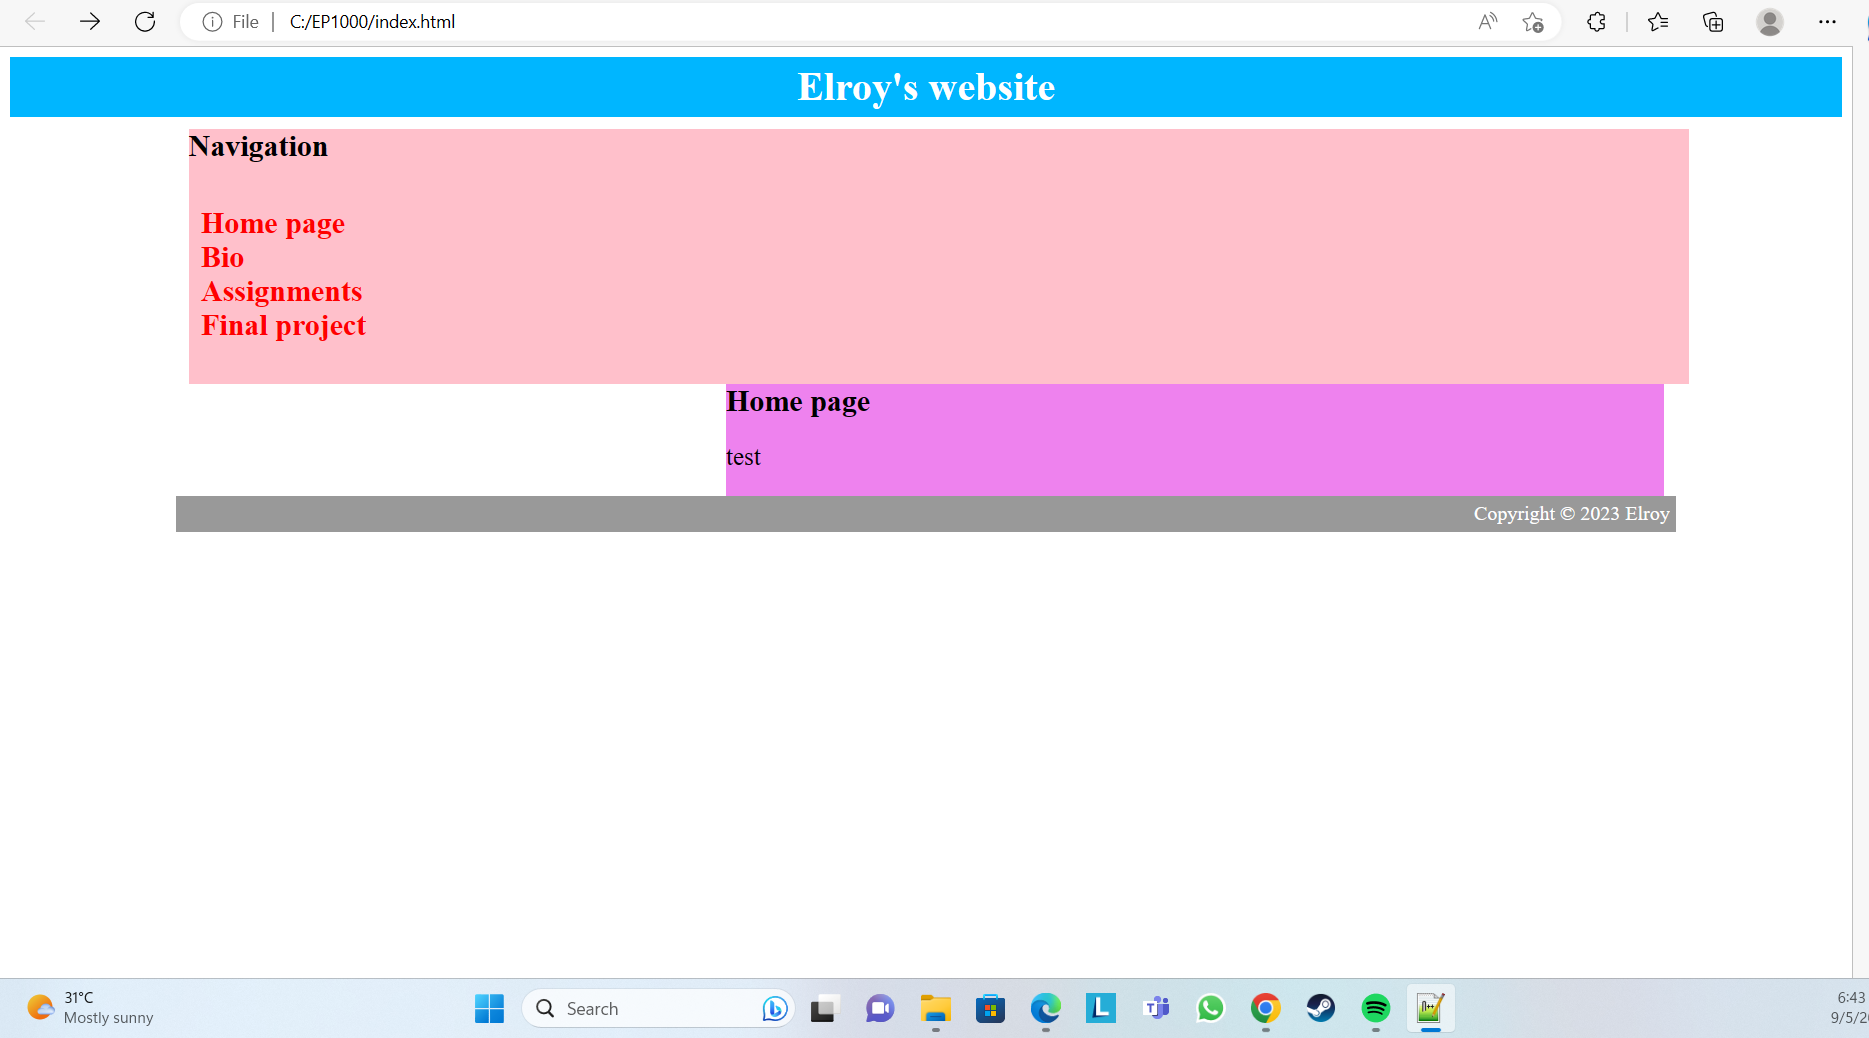 File | C:/EP1000/index.html
Elroy's website
Navigation
Home page
Bio
Assignments
Final project
Home page
test
Copyright © 2023 Elroy
31°C
Mostly sunny
Search
6:43
9/5/2